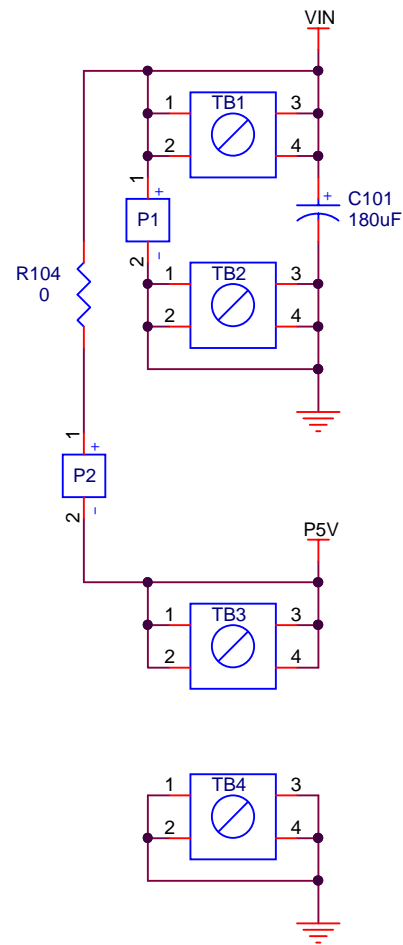 VIN
1 TB1 3
2 4
1 +
P1
2 −
+ C101
180uF
R104
0
1 TB2 3
2 4
1 +
P2
2 −
P5V
1 TB3 3
2 4
1 TB4 3
2 4